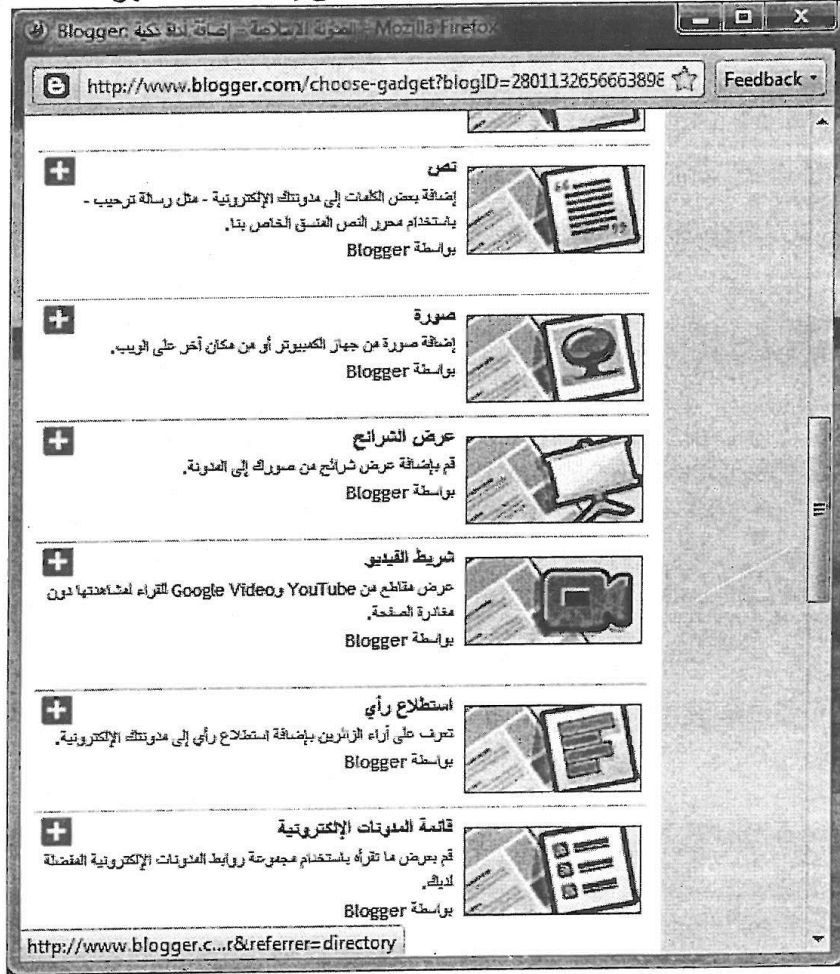 Blogger: المدونة الإسلامية - إضافة أداة ذكية - Mozilla Firefox
http://www.blogger.com/choose-gadget?blogID=2801132656663898
Feedback
نص
إضافة بعض الكلمات إلى مدونتك الإلكترونية - مثل رسالة ترحيب -
باستخدام محرر النص المنسق الخاص بنا.
بواسطة Blogger
صورة
إضافة صورة من جهاز الكمبيوتر أو من مكان آخر على الويب.
بواسطة Blogger
عرض الشرائح
قم بإضافة عرض شرائح من صورك إلى المدونة.
بواسطة Blogger
شريط الفيديو
عرض مقاطع من YouTube وGoogle Video للقراء لمشاهدتها دون
مغادرة الصفحة.
بواسطة Blogger
استطلاع رأي
تعرف على آراء الزائرين بإضافة استطلاع رأي إلى مدونتك الإلكترونية.
بواسطة Blogger
قائمة المدونات الإلكترونية
قم بعرض ما تقرأه باستخدام مجموعة روابط المدونات الإلكترونية المفضلة
لديك.
بواسطة Blogger
http://www.blogger.c...r&referrer=directory